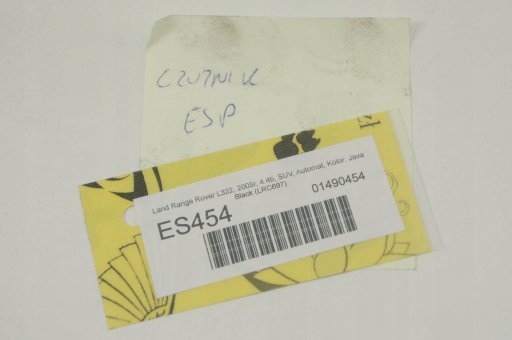 CZUJNIK
ESP
Land Range Rover L322, 2005r, 4.4b, SUV, Automat, Kolor: Java
Black (LRC697)
ES454
01490454